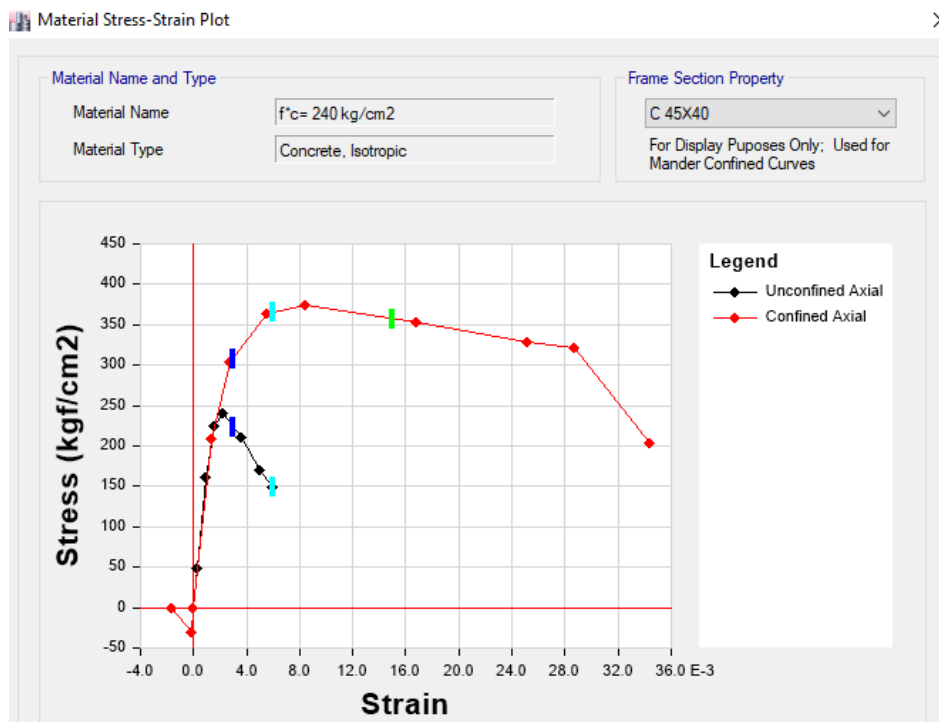 Material Stress-Strain Plot
Material Name and Type
Material Name
f*c= 240 kg/cm2
Material Type
Concrete, Isotropic
Frame Section Property
C 45X40
For Display Puposes Only; Used for
Mander Confined Curves
450
400
350
300
250
200
150
100
50
0
-50
Stress (kgf/cm2)
-4.0 0.0 4.0 8.0 12.0 16.0 20.0 24.0 28.0 32.0 36.0 E-3
Strain
Legend
Unconfined Axial
Confined Axial